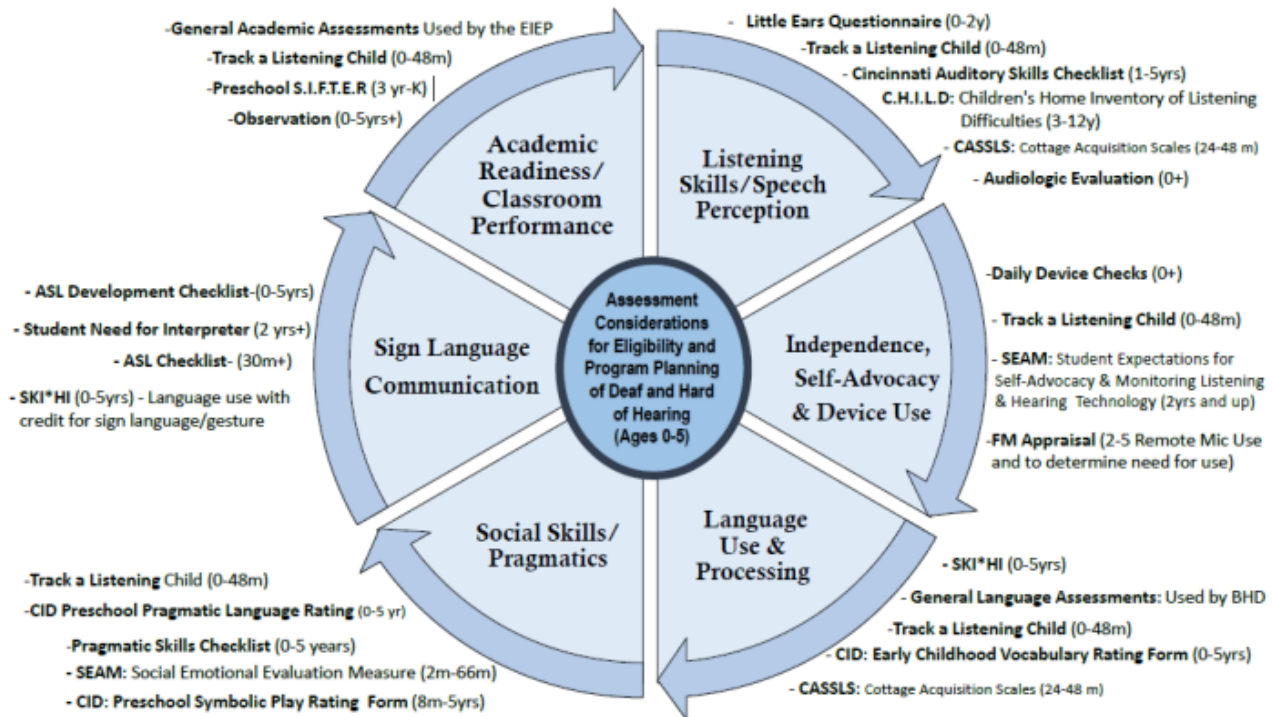 -General Academic Assessments Used by the EIEP
-Track a Listening Child (0-48m)
-Preschool S.I.F.T.E.R (3 yr-K)
-Observation (0-5yrs+)
Academic
Readiness/
Classroom
Performance
- Little Ears Questionnaire (0-2y)
-Track a Listening Child (0-48m)
- Cincinnati Auditory Skills Checklist (1-5yrs)
C.H.I.L.D: Children's Home Inventory of Listening
Difficulties (3-12y)
- CASSLS: Cottage Acquisition Scales (24-48 m)
- Audiologic Evaluation (0+)
Listening
Skills/Speech
Perception
-Daily Device Checks (0+)
- Track a Listening Child (0-48m)
- SEAM: Student Expectations for
Self-Advocacy & Monitoring Listening
& Hearing Technology (2yrs and up)
-FM Appraisal (2-5 Remote Mic Use
and to determine need for use)
Independence,
Self-Advocacy
& Device Use
Assessment
Considerations
for Eligibility and
Program Planning
of Deaf and Hard
of Hearing
(Ages 0-5)
- ASL Development Checklist-(0-5yrs)
- Student Need for Interpreter (2 yrs+)
- ASL Checklist- (30m+)
- SKI*HI (0-5yrs) - Language use with
credit for sign language/gesture
Sign Language
Communication
Language
Use &
Processing
- SKI*HI (0-5yrs)
- General Language Assessments: Used by BHD
-Track a Listening Child (0-48m)
- CID: Early Childhood Vocabulary Rating Form (0-5yrs)
- CASSLS: Cottage Acquisition Scales (24-48 m)
Social Skills/
Pragmatics
-Track a Listening Child (0-48m)
-CID Preschool Pragmatic Language Rating (0-5 yr)
-Pragmatic Skills Checklist (0-5 years)
- SEAM: Social Emotional Evaluation Measure (2m-66m)
- CID: Preschool Symbolic Play Rating Form (8m-5yrs)